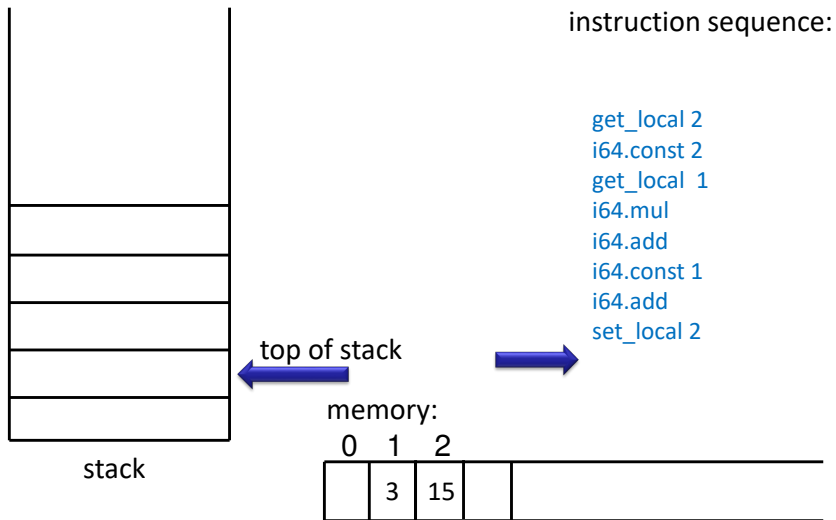 instruction sequence:
get_local 2
i64.const 2
get_local 1
i64.mul
i64.add
i64.const 1
i64.add
set_local 2
top of stack
memory:
0 1 2
stack
3 15